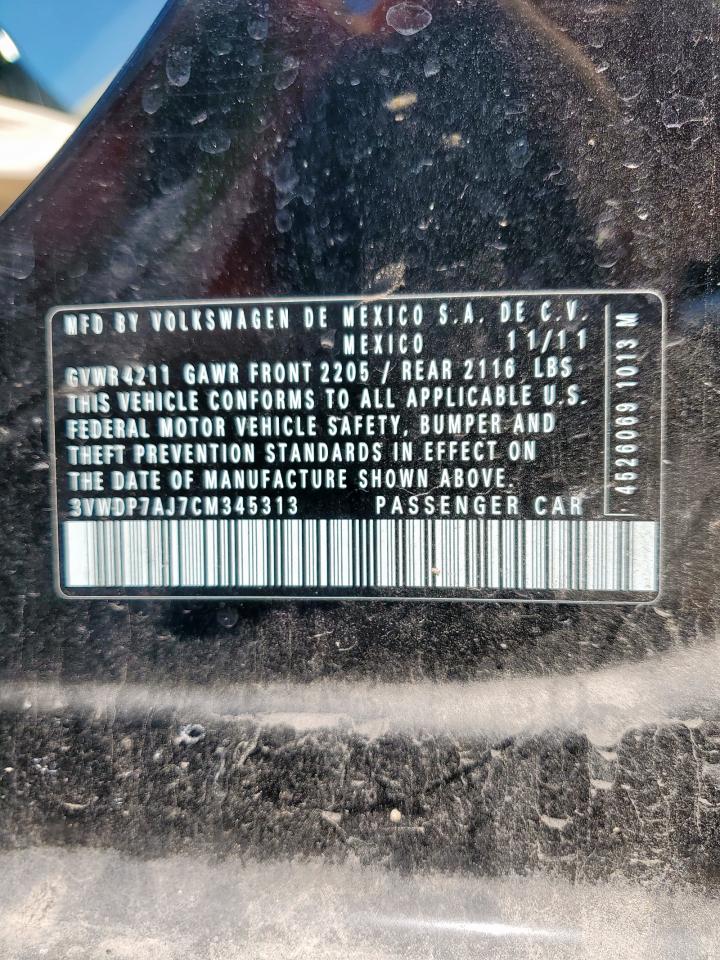 MFD BY VOLKSWAGEN DE MEXICO S.A. DE C.V.
MEXICO 11/11
GVWR 4211 GAWR FRONT 2205 / REAR 2116 LBS
THIS VEHICLE CONFORMS TO ALL APPLICABLE U.S.
FEDERAL MOTOR VEHICLE SAFETY, BUMPER AND
THEFT PREVENTION STANDARDS IN EFFECT ON
THE DATE OF MANUFACTURE SHOWN ABOVE.
3VWDP7AJ7CM345313 PASSENGER CAR
4526069 1013 M